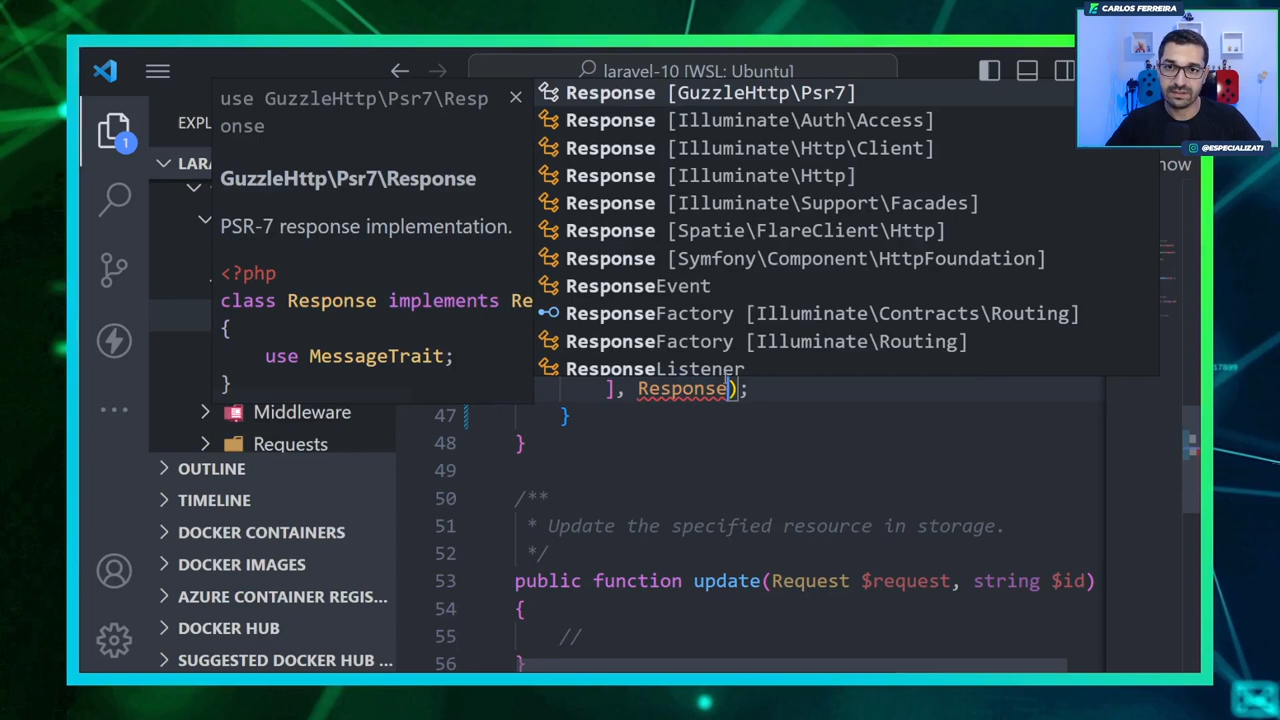 CARLOS FERREIRA
@ESPECIALIZATI
laravel-10 [WSL: Ubuntu]
use GuzzleHttp\Psr7\Resp
onse
GuzzleHttp\Psr7\Response
PSR-7 response implementation.
<?php
class Response implements Re
{
use MessageTrait;
}
Response [GuzzleHttp\Psr7]
Response [Illuminate\Auth\Access]
Response [Illuminate\Http\Client]
Response [Illuminate\Http]
Response [Illuminate\Support\Facades]
Response [Spatie\FlareClient\Http]
Response [Symfony\Component\HttpFoundation]
ResponseEvent
ResponseFactory [Illuminate\Contracts\Routing]
ResponseFactory [Illuminate\Routing]
ResponseListener
EXPL
1
LARA
Middleware
Requests
OUTLINE
TIMELINE
DOCKER CONTAINERS
DOCKER IMAGES
AZURE CONTAINER REGIS...
DOCKER HUB
SUGGESTED DOCKER HUB ...
], Response);
47 }
48 }
49
50 /**
51 * Update the specified resource in storage.
52 */
53 public function update(Request $request, string $id)
54 {
55 //
56 }